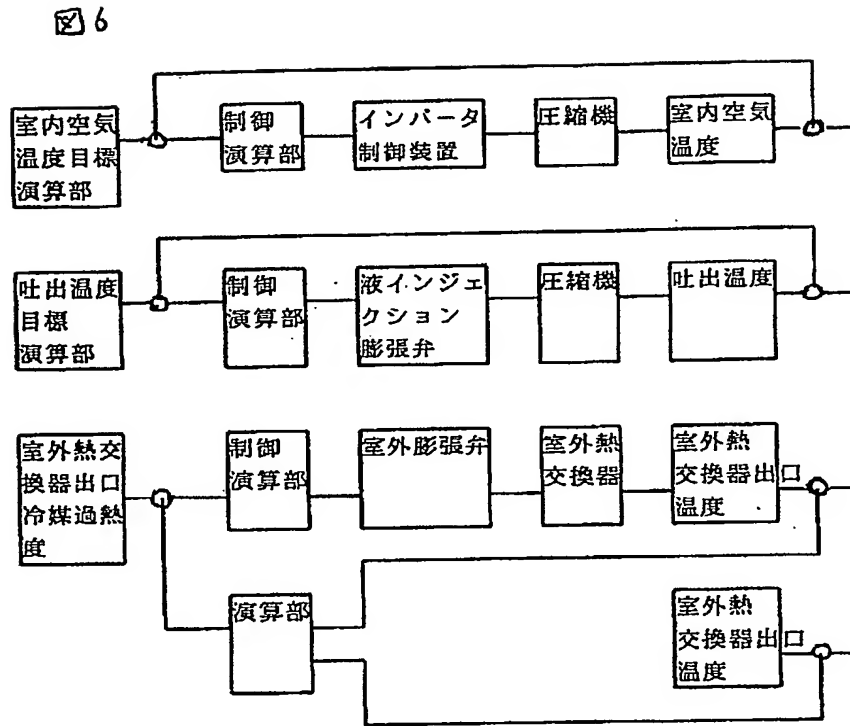 図6
室内空気
温度目標
演算部
制御
演算部
インバータ
制御装置
圧縮機
室内空気
温度
吐出温度
目標
演算部
制御
演算部
液インジェ
クション
膨張弁
圧縮機
吐出温度
室外熱交
換器出口
冷媒過熱
度
制御
演算部
室外膨張弁
室外熱
交換器
室外熱
交換器出口
温度
演算部
室外熱
交換器出口
温度